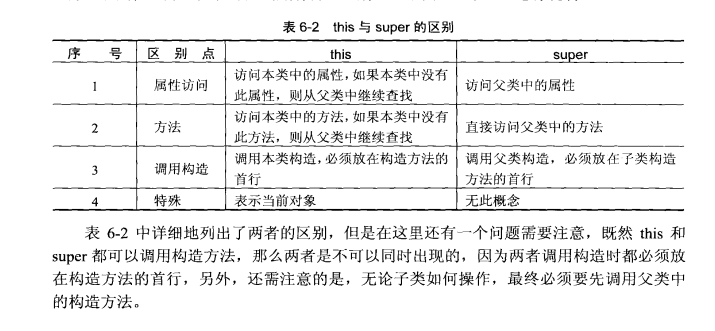 表 6-2 this 与 super 的区别
序 号 区 别 点 this super
1 属性访问 访问本类中的属性，如果本类中没有此属性，则从父类中继续查找 访问父类中的属性
2 方法 访问本类中的方法，如果本类中没有此方法，则从父类中继续查找 直接访问父类中的方法
3 调用构造 调用本类构造，必须放在构造方法的首行 调用父类构造，必须放在子类构造方法的首行
4 特殊 表示当前对象 无此概念
表 6-2 中详细地列出了两者的区别，但是在这里还有一个问题需要注意，既然 this 和
super 都可以调用构造方法，那么两者是不可以同时出现的，因为两者调用构造时都必须放
在构造方法的首行，另外，还需注意的是，无论子类如何操作，最终必须要先调用父类中
的构造方法。